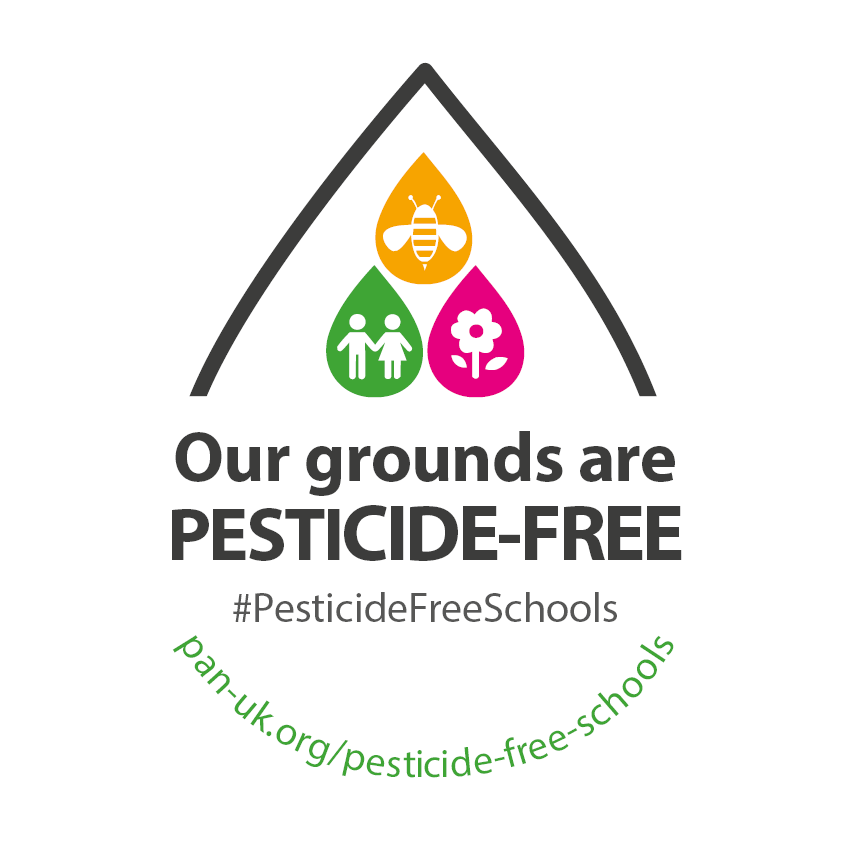 Our grounds are
PESTICIDE-FREE
#PesticideFreeSchools
pan-uk.org/pesticide-free-schools